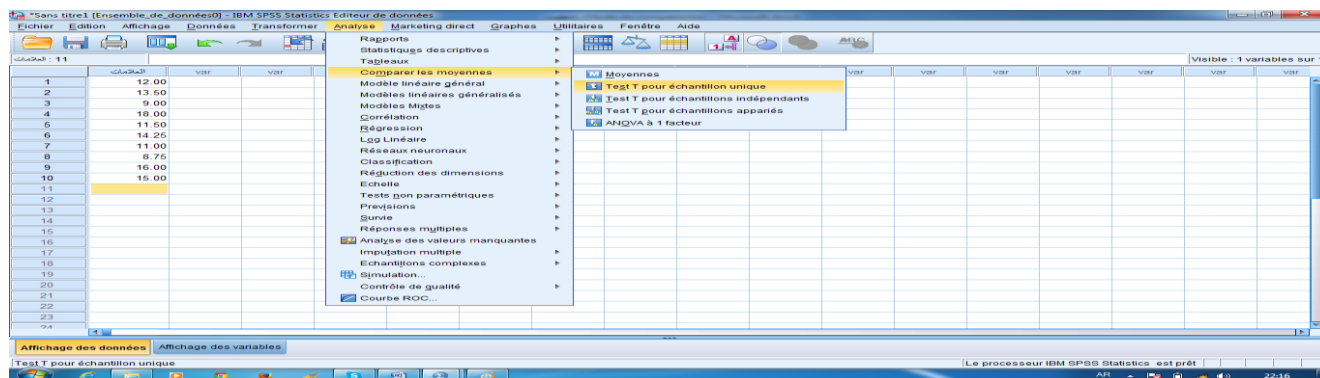 *Sans titre1 [Ensemble_de_données0] - IBM SPSS Statistics Editeur de données
Fichier Edition Affichage Données Transformer Analyse Marketing direct Graphes Utilitaires Fenêtre Aide
11 : العلامات
Visible : 1 variables sur
العلامات var var var var var var var
1 12.00
2 13.50
3 9.00
4 18.00
5 11.50
6 14.25
7 11.00
8 8.75
9 16.00
10 15.00
11
12
13
14
15
16
17
18
19
20
21
22
23
24
Rapports
Statistiques descriptives
Tableaux
Comparer les moyennes
Modèle linéaire général
Modèles linéaires généralisés
Modèles Mixtes
Corrélation
Régression
Log Linéaire
Réseaux neuronaux
Classification
Réduction des dimensions
Echelle
Tests non paramétriques
Prévisions
Survie
Réponses multiples
Analyse des valeurs manquantes
Imputation multiple
Echantillons complexes
Simulation...
Contrôle de qualité
Courbe ROC...
Moyennes
Test T pour échantillon unique
Test T pour échantillons indépendants
Test T pour échantillons appariés
ANOVA à 1 facteur
Affichage des données Affichage des variables
Test T pour échantillon unique
Le processeur IBM SPSS Statistics est prêt
AR 22:16